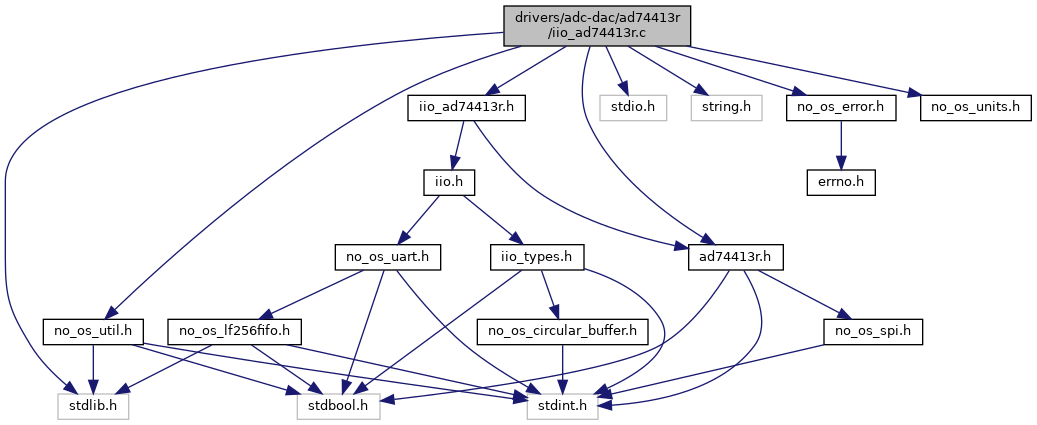 drivers/adc-dac/ad74413r
/iio_ad74413r.c
iio_ad74413r.h
stdio.h
string.h
no_os_error.h
no_os_units.h
iio.h
errno.h
no_os_uart.h
iio_types.h
ad74413r.h
no_os_util.h
no_os_lf256fifo.h
no_os_circular_buffer.h
no_os_spi.h
stdlib.h
stdbool.h
stdint.h